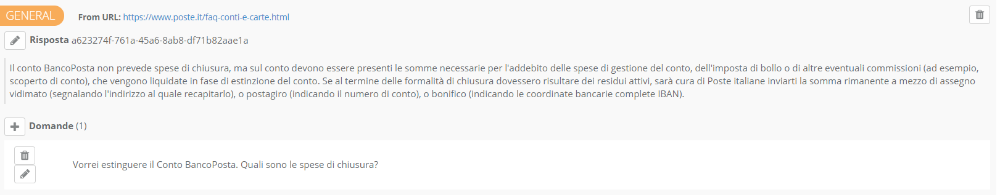 GENERAL From URL: https://www.poste.it/faq-conti-e-carte.html
Risposta a623274f-761a-45a6-8ab8-df71b82aae1a
Il conto BancoPosta non prevede spese di chiusura, ma sul conto devono essere presenti le somme necessarie per l'addebito delle spese di gestione del conto, dell'imposta di bollo o di altre eventuali commissioni (ad esempio,
scoperto di conto), che vengono liquidate in fase di estinzione del conto. Se al termine delle formalità di chiusura dovessero risultare dei residui attivi, sarà cura di Poste italiane inviarti la somma rimanente a mezzo di assegno
vidimato (segnalando l'indirizzo al quale recapitarlo), o postagiro (indicando il numero di conto), o bonifico (indicando le coordinate bancarie complete IBAN).
Domande (1)
Vorrei estinguere il Conto BancoPosta. Quali sono le spese di chiusura?